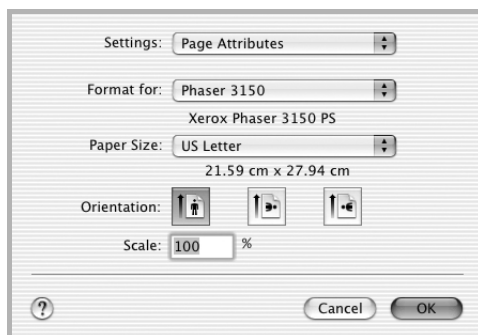 Settings: Page Attributes
Format for: Phaser 3150
Xerox Phaser 3150 PS
Paper Size: US Letter
21.59 cm x 27.94 cm
Orientation:
Scale: 100 %
? Cancel OK